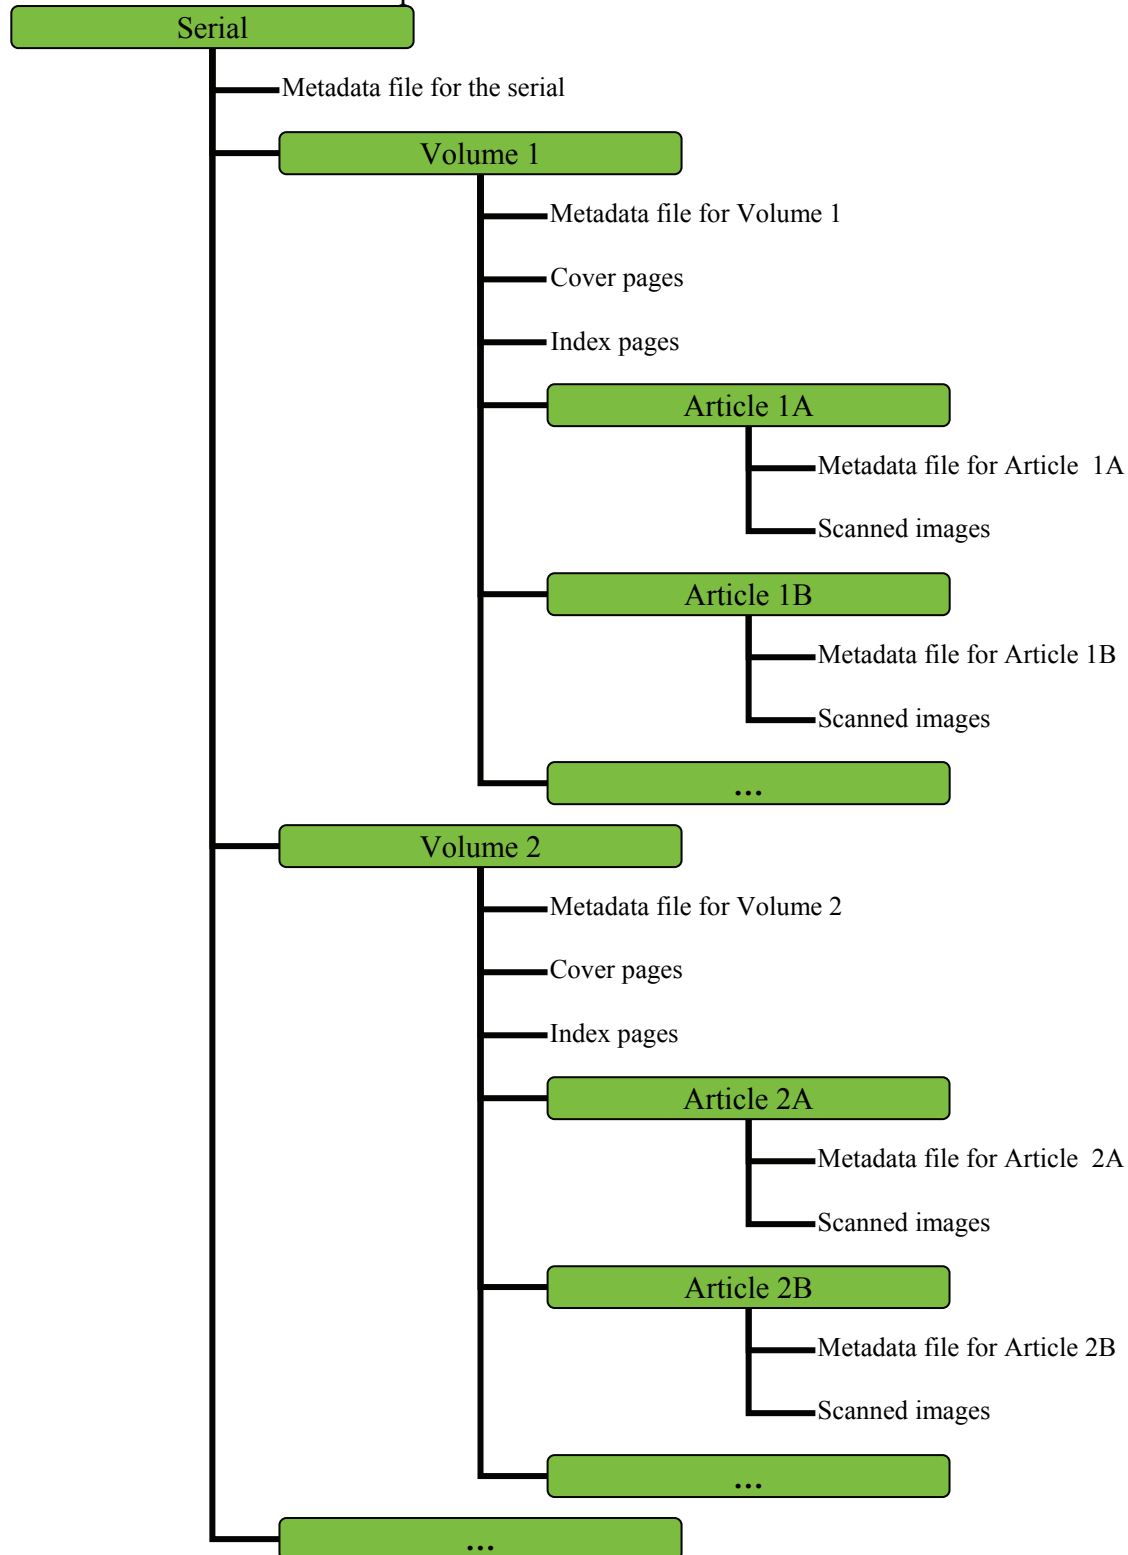 Serial
Metadata file for the serial
Volume 1
Metadata file for Volume 1
Cover pages
Index pages
Article 1A
Metadata file for Article  1A
Scanned images
Article 1B
Metadata file for Article 1B
Scanned images
...
Volume 2
Metadata file for Volume 2
Cover pages
Index pages
Article 2A
Metadata file for Article  2A
Scanned images
Article 2B
Metadata file for Article 2B
Scanned images
...
...